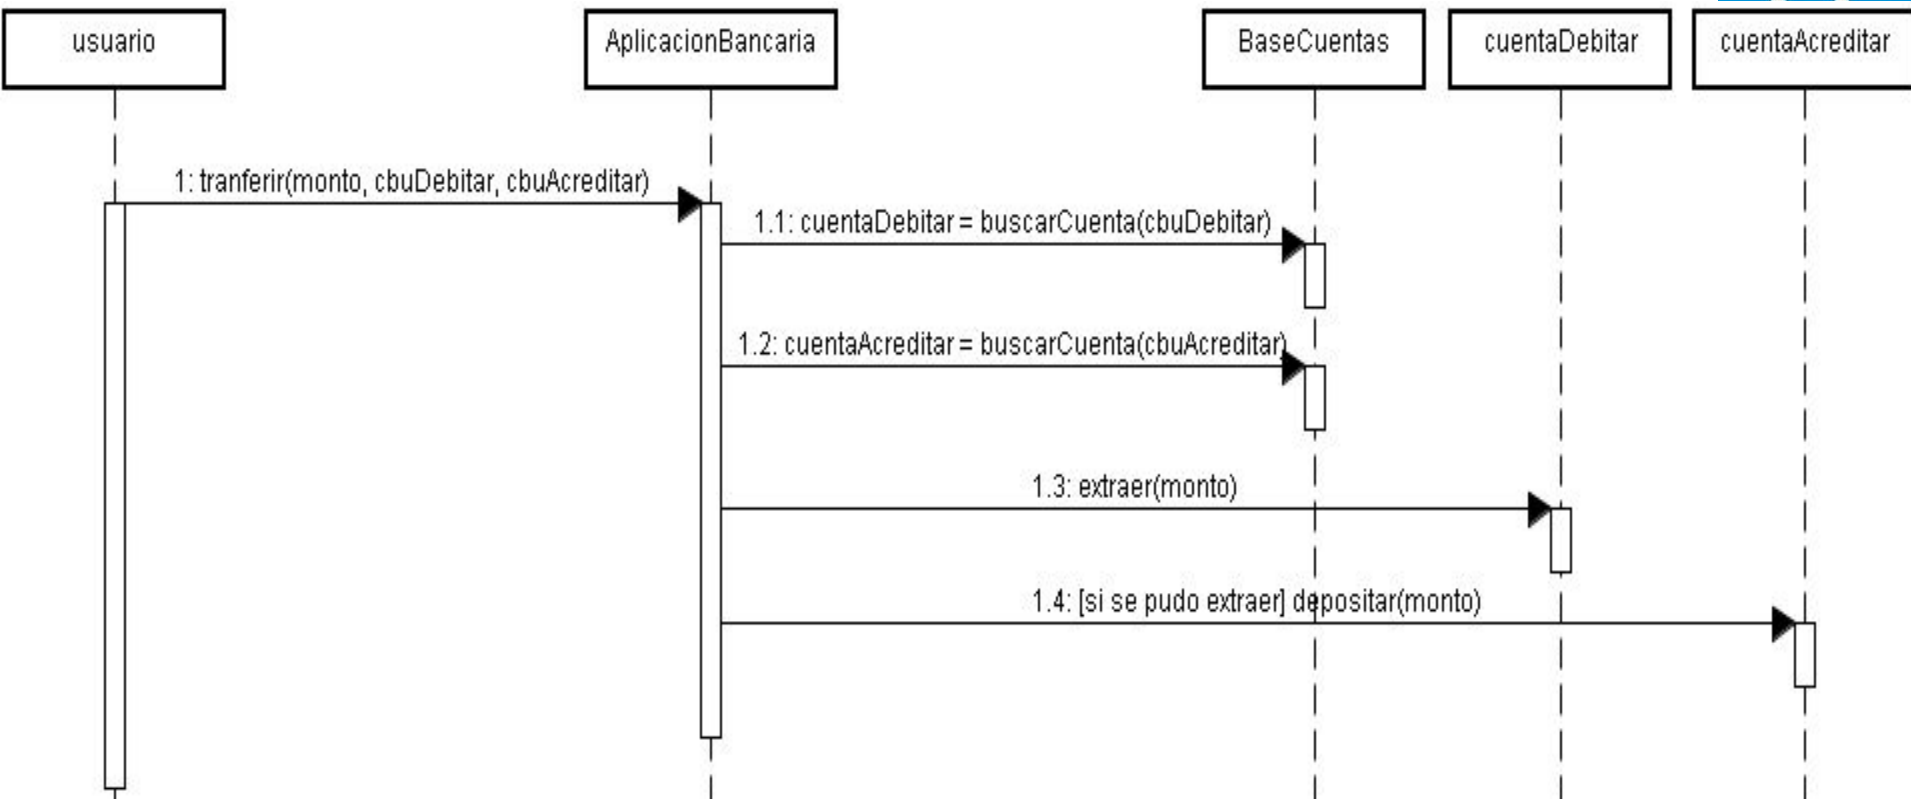 usuario
AplicacionBancaria
BaseCuentas
cuentaDebitar
cuentaAcreditar
1: tranferir(monto, cbuDebitar, cbuAcreditar)
1.1: cuentaDebitar = buscarCuenta(cbuDebitar)
1.2: cuentaAcreditar = buscarCuenta(cbuAcreditar)
1.3: extraer(monto)
1.4: [si se pudo extraer] depositar(monto)